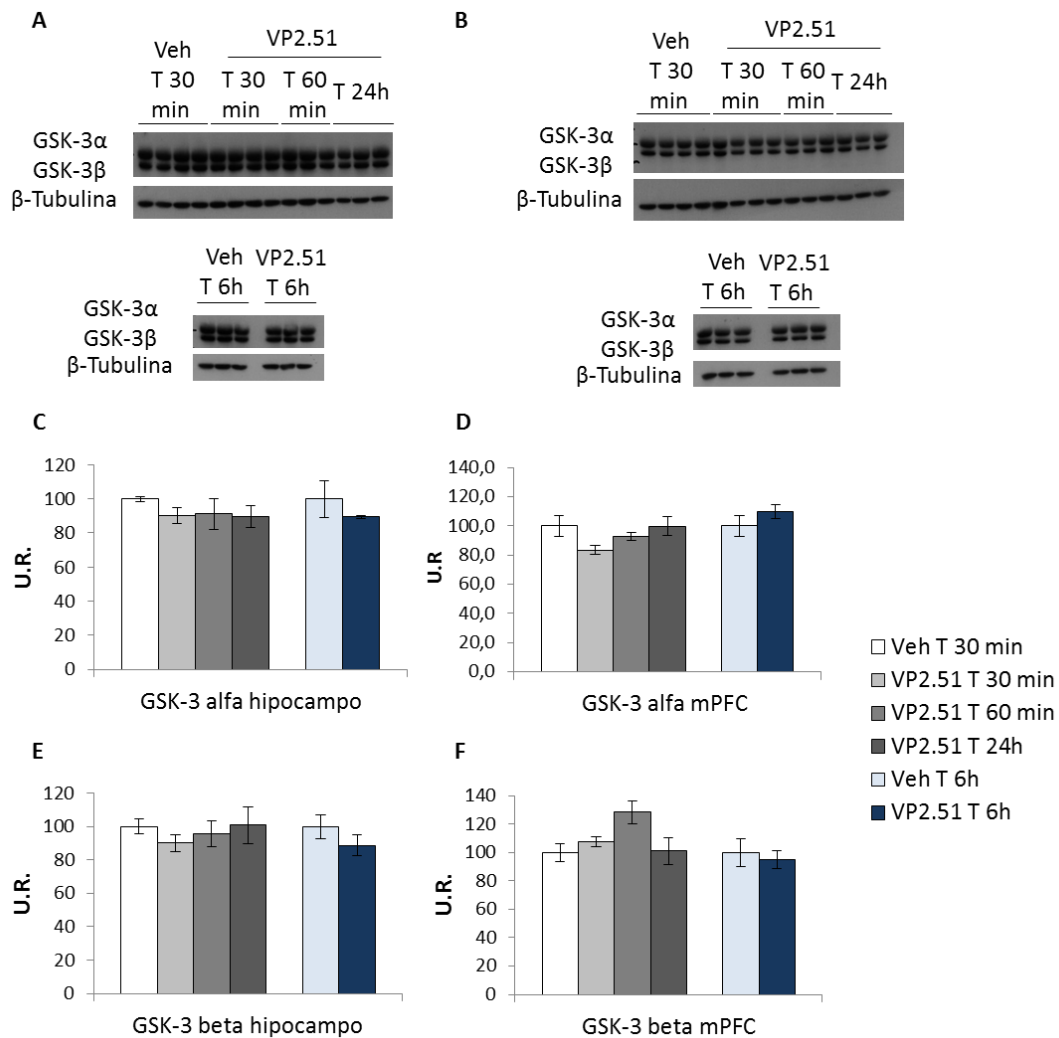 A
Veh
VP2.51
T 30
min
T 30
min
T 60
min
T 24h
GSK-3α
GSK-3β
β-Tubulina
Veh
VP2.51
T 6h
T 6h
GSK-3α
GSK-3β
β-Tubulina
B
Veh
VP2.51
T 30
min
T 30
min
T 60
min
T 24h
GSK-3α
GSK-3β
β-Tubulina
Veh
VP2.51
T 6h
T 6h
GSK-3α
GSK-3β
β-Tubulina
C
U.R.
120
100
80
60
40
20
0
GSK-3 alfa hipocampo
D
U.R
140,0
120,0
100,0
80,0
60,0
40,0
20,0
0,0
GSK-3 alfa mPFC
Veh T 30 min
VP2.51 T 30 min
VP2.51 T 60 min
VP2.51 T 24h
Veh T 6h
VP2.51 T 6h
E
U.R.
120
100
80
60
40
20
0
GSK-3 beta hipocampo
F
U.R.
140
120
100
80
60
40
20
0
GSK-3 beta mPFC